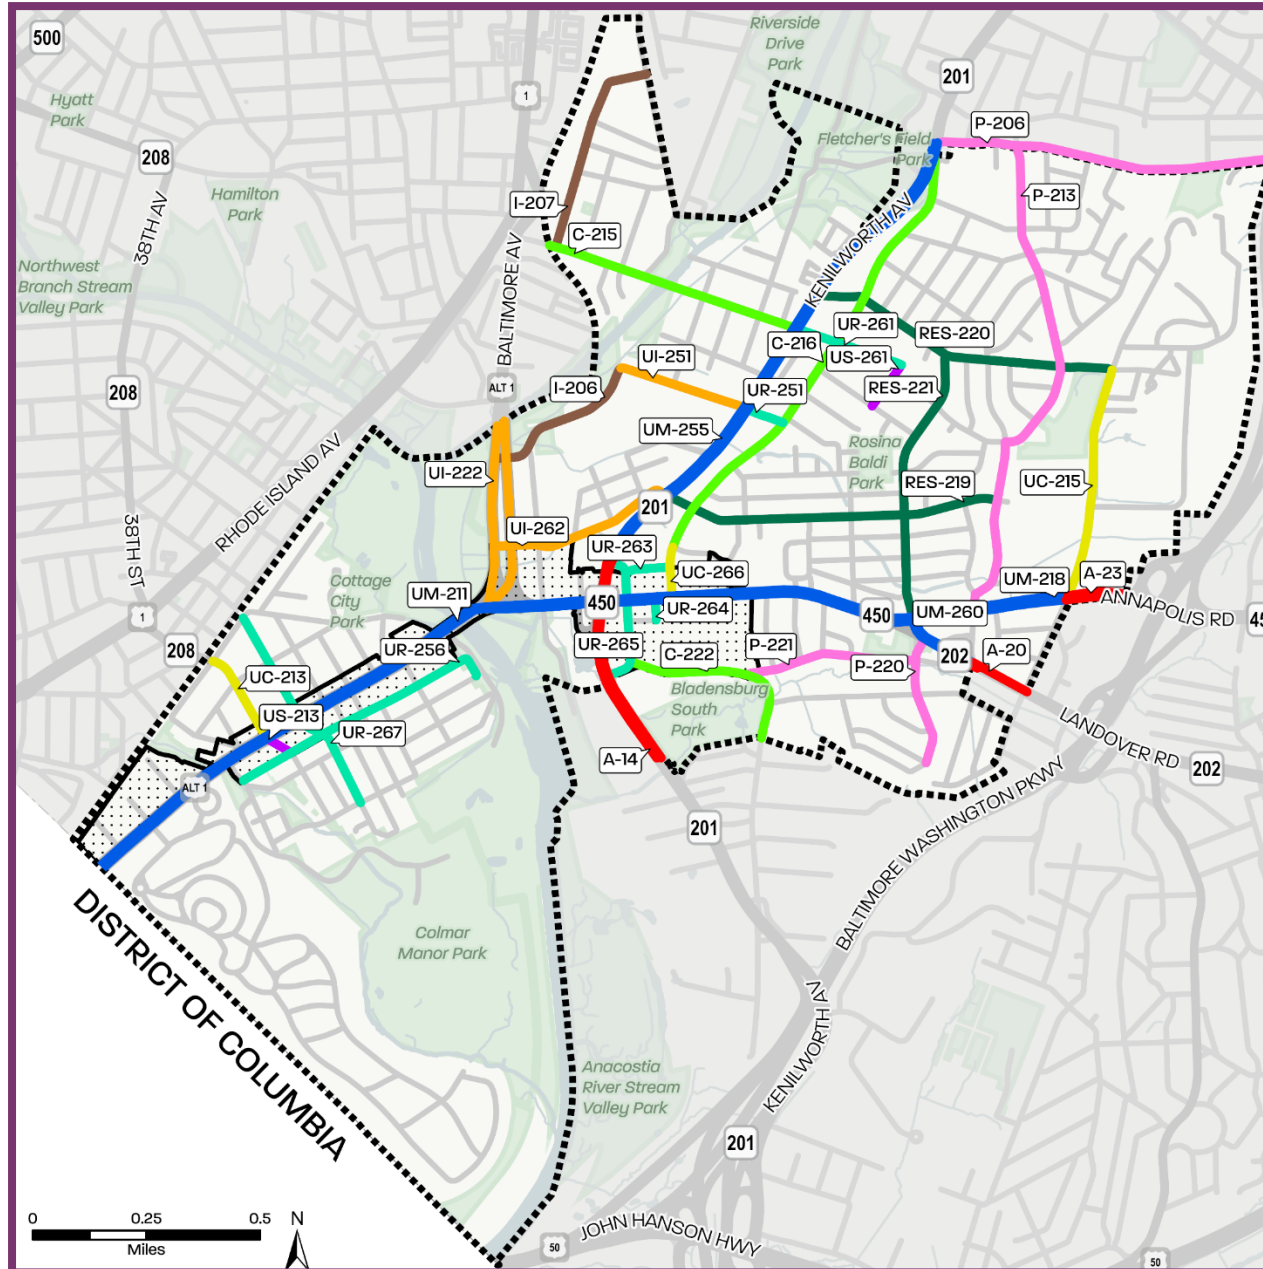 500
Riverside
Drive
Park
201
1
Hyatt
Park
P-206
208
Fletcher's Field
Park
Hamilton
Park
P-213
I-207
38TH AV
C-215
KENILWORTH AV
Northwest
Branch Stream
Valley Park
BALTIMORE AV
UR-261
RES-220
C-216
US-261
UI-251
208
ALT 1
I-206
UR-251
RES-221
UM-255
RHODE ISLAND AV
Rosina
Baldi
Park
UI-222
RES-219
UC-215
201
38TH ST
UI-262
UR-263
UC-266
Cottage
City
Park
UM-218
A-23
UM-211
450
UR-264
450
UM-260
ANNAPOLIS RD
45
1
208
UR-256
UR-265
C-222
P-221
202
A-20
P-220
UC-213
Bladensburg
South
Park
US-213
UR-267
LANDOVER RD
A-14
202
ALT 1
201
BALTIMORE WASHINGTON PKWY
DISTRICT OF COLUMBIA
Colmar
Manor Park
KENILWORTH AV
Anacostia
River Stream
Valley Park
201
0 0.25 0.5
Miles
N
JOHN HANSON HWY
50
50